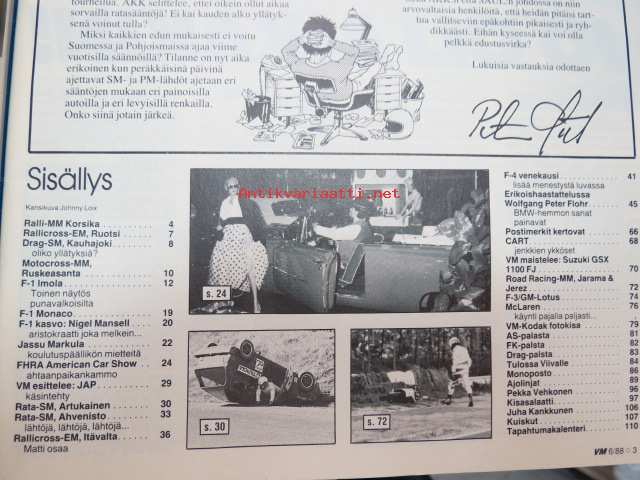 tourheilua. AKK selittelee, ettei oikein ollut aikaa
sorvailla ratasääntöjä? Ei kai kauden alku yllätyk-
senä voinut tulla?
Miksi kaikkien edun mukaisesti ei voitu
Suomessa ja Pohjoismaissa ajaa viime
vuotisilla säännöillä? Tilanne on nyt aika
erikoinen kun peräkkäisinä päivinä
ajettavat SM- ja PM-lähdöt ajetaan eri
sääntöjen mukaan eri painoisilla
autoilla ja eri levyisillä renkailla.
Onko siinä jotain järkeä.
johdossa on niin
arvovaltaisia henkilöitä, että heidän pitäisi tart-
tua vallitseviin epäkohtiin pikaisesti ja ryh-
dikkäästi. Eihän kyseessä kai voi olla
pelkkä edustusvirka?
Lukuisia vastauksia odottaen
Sisällys
Kansikuva Johnny Loix
Ralli-MM Korsika 4
Rallicross-EM, Ruotsi 7
Drag-SM, Kauhajoki 8
oliko yllätyksiä?
Motocross-MM,
Ruskeasanta 10
F-1 Imola 12
Toinen näytös
punavalkoisilta
F-1 Monaco 19
F-1 kasvo: Nigel Mansell 20
aristokraatti joka melkein...
Jassu Markula 22
koulutuspäällikön mietteitä
FHRA American Car Show 24
ahtaanpaikankammo
VM esittelee: JAP 29
käsintehty
Rata-SM, Artukainen 30
Rata-SM, Ahvenisto 33
lähtöjä, lähtöjä, lähtöjä...
Rallicross-EM, Itävalta 36
Matti osaa
Antikvariaatti.net
s. 24
s. 30
s. 72
F-4 venekausi 41
lisää menestystä luvassa
Erikoishaastattelussa
Wolfgang Peter Flohr 45
BMW-hemmon sanat
painavat
Postimerkit kertovat 66
CART 68
jenkkien ykköset
VM maistelee: Suzuki GSX
1100 FJ 70
Road Racing-MM, Jarama &
Jerez 72
F-3/GM-Lotus 74
McLaren 76
käynti pajalla paljasti...
VM-Kodak fotokisa 79
AS-palasta 81
FK-palsta 82
Drag-palsta 83
Tulossa Viivalle 84
Monoposto 86
Ajolinjat 89
Pekka Vehkonen 96
Kisasalaatti 97
Juha Kankkunen 106
Kuiskut 107
Tapahtumakalenteri 110
VM 6/88 ○ 3